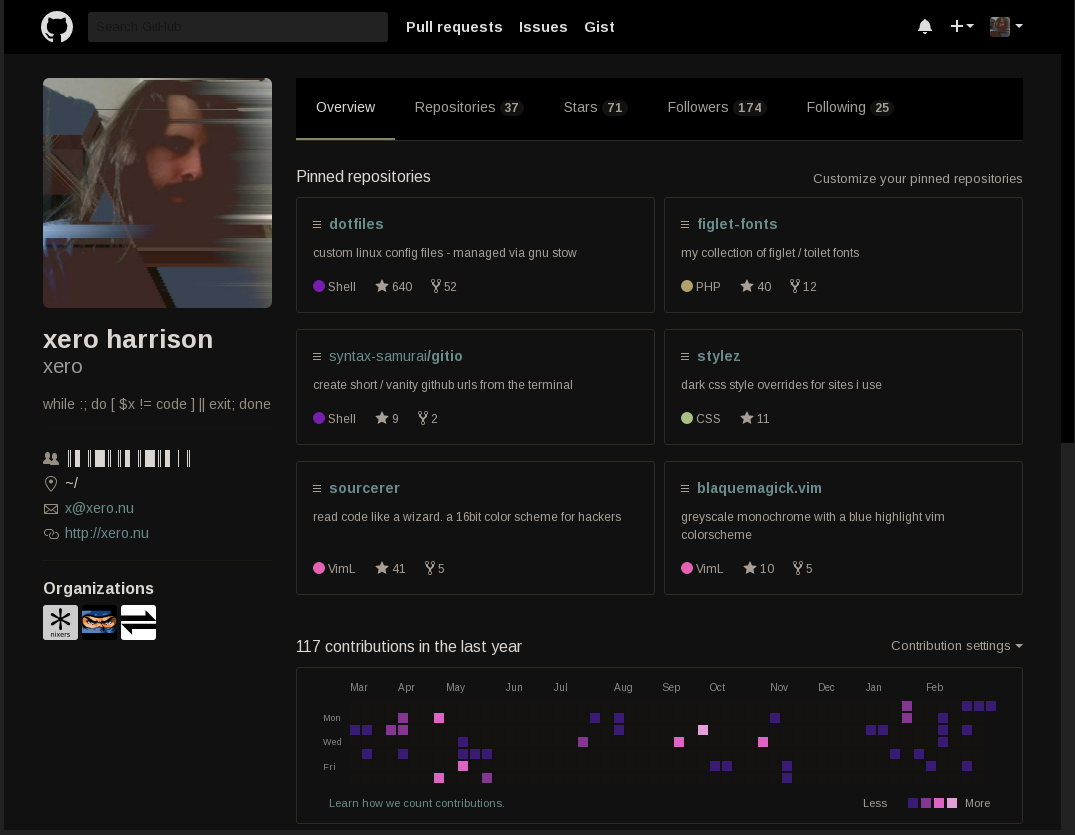 Search GitHub
Pull requests Issues Gist
Overview Repositories 37 Stars 71 Followers 174 Following 25
Pinned repositories
Customize your pinned repositories
dotfiles
custom linux config files - managed via gnu stow
Shell 640 52
figlet-fonts
my collection of figlet / toilet fonts
PHP 40 12
syntax-samurai/gitio
create short / vanity github urls from the terminal
Shell 9 2
stylez
dark css style overrides for sites i use
CSS 11
sourcerer
read code like a wizard. a 16bit color scheme for hackers
VimL 41 5
blaquemagick.vim
greyscale monochrome with a blue highlight vim
colorscheme
VimL 10 5
xero harrison
xero
while :; do [ $x != code ] || exit; done
~/
x@xero.nu
http://xero.nu
Organizations
nixers
117 contributions in the last year
Contribution settings
Mar Apr May Jun Jul Aug Sep Oct Nov Dec Jan Feb
Mon
Wed
Fri
Learn how we count contributions.
Less More